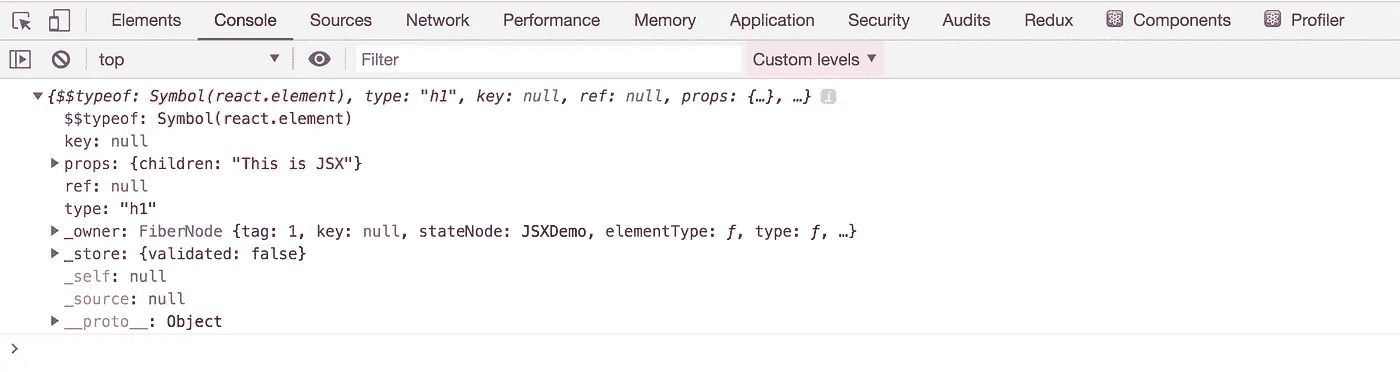 Elements Console Sources Network Performance Memory Application Security Audits Redux Components Profiler
top Filter Custom levels
{$$typeof: Symbol(react.element), type: "h1", key: null, ref: null, props: {…}, …} i
$$typeof: Symbol(react.element)
key: null
props: {children: "This is JSX"}
ref: null
type: "h1"
_owner: FiberNode {tag: 1, key: null, stateNode: JSXDemo, elementType: ƒ, type: ƒ, …}
_store: {validated: false}
_self: null
_source: null
__proto__: Object